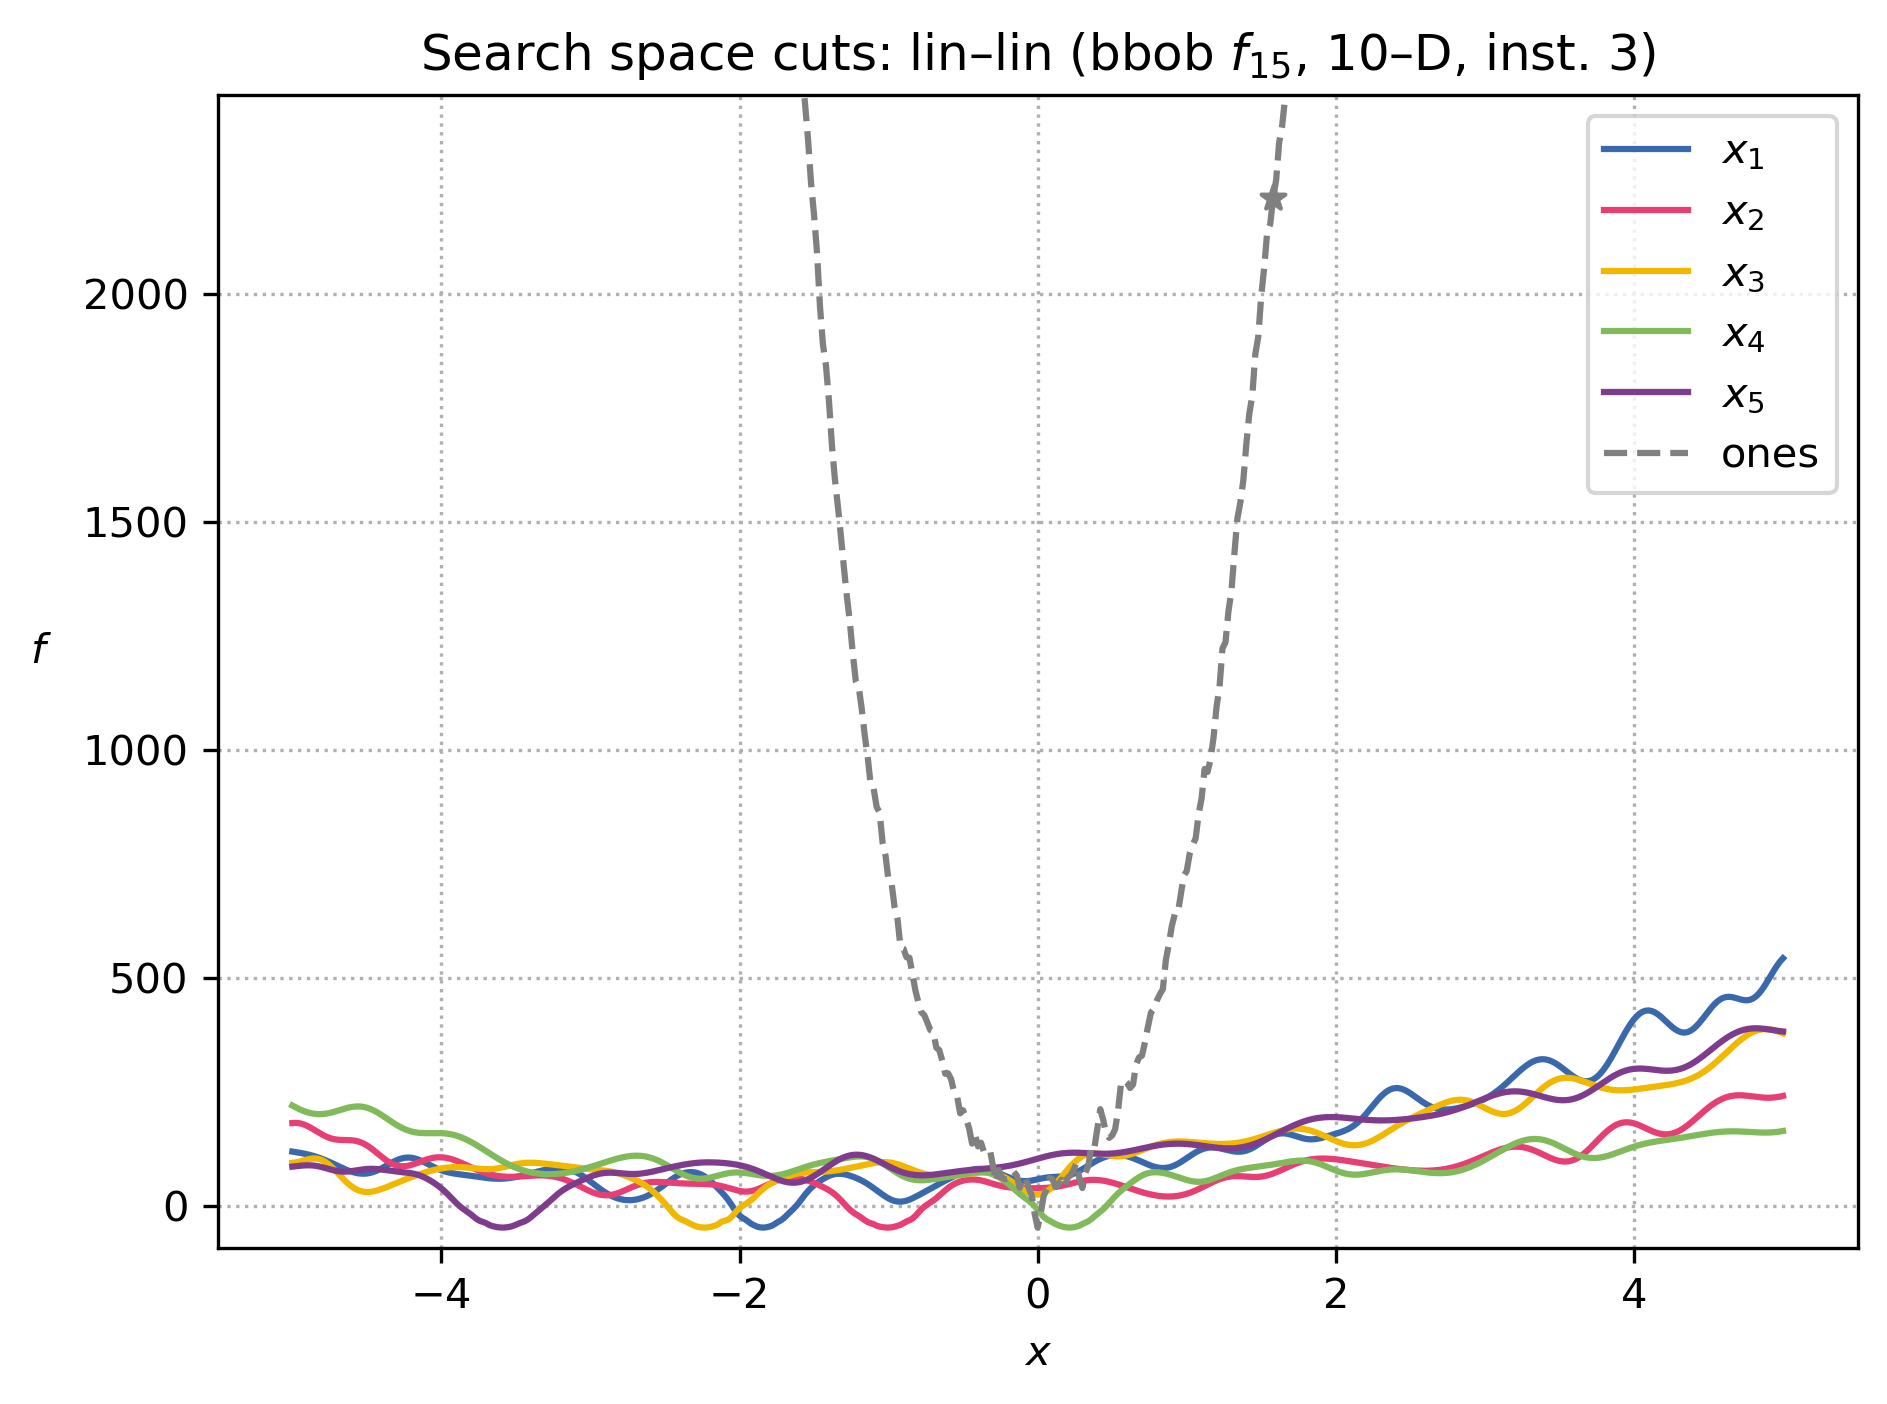 Search space cuts: lin–lin (bbob f₁₅, 10–D, inst. 3)
x₁
x₂
x₃
x₄
x₅
ones
2000
1500
1000
500
0
f
−4
−2
0
2
4
x